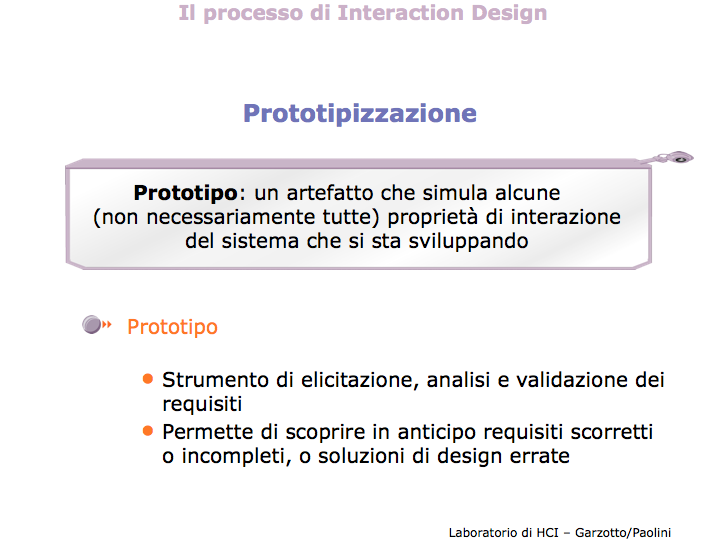 Il processo di Interaction Design
Prototipizzazione
Prototipo: un artefatto che simula alcune
(non necessariamente tutte) proprietà di interazione
del sistema che si sta sviluppando
Prototipo
Strumento di elicitazione, analisi e validazione dei
requisiti
Permette di scoprire in anticipo requisiti scorretti
o incompleti, o soluzioni di design errate
Laboratorio di HCI – Garzotto/Paolini